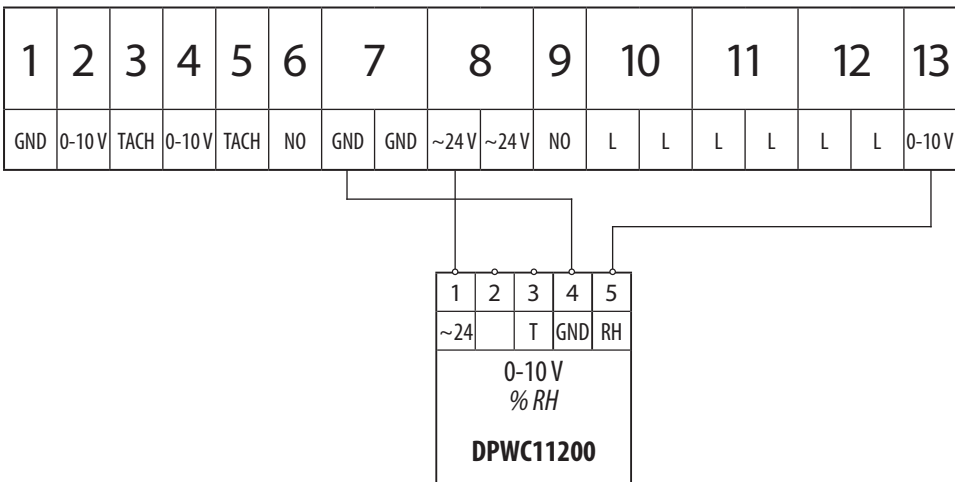 1 2 3 4 5 6 7 8 9 10 11 12 13
GND 0-10 V TACH 0-10 V TACH NO GND GND ~24 V ~24 V NO L L L L L L 0-10 V
1 2 3 4 5
~24 T GND RH
0-10 V
% RH
DPWC11200